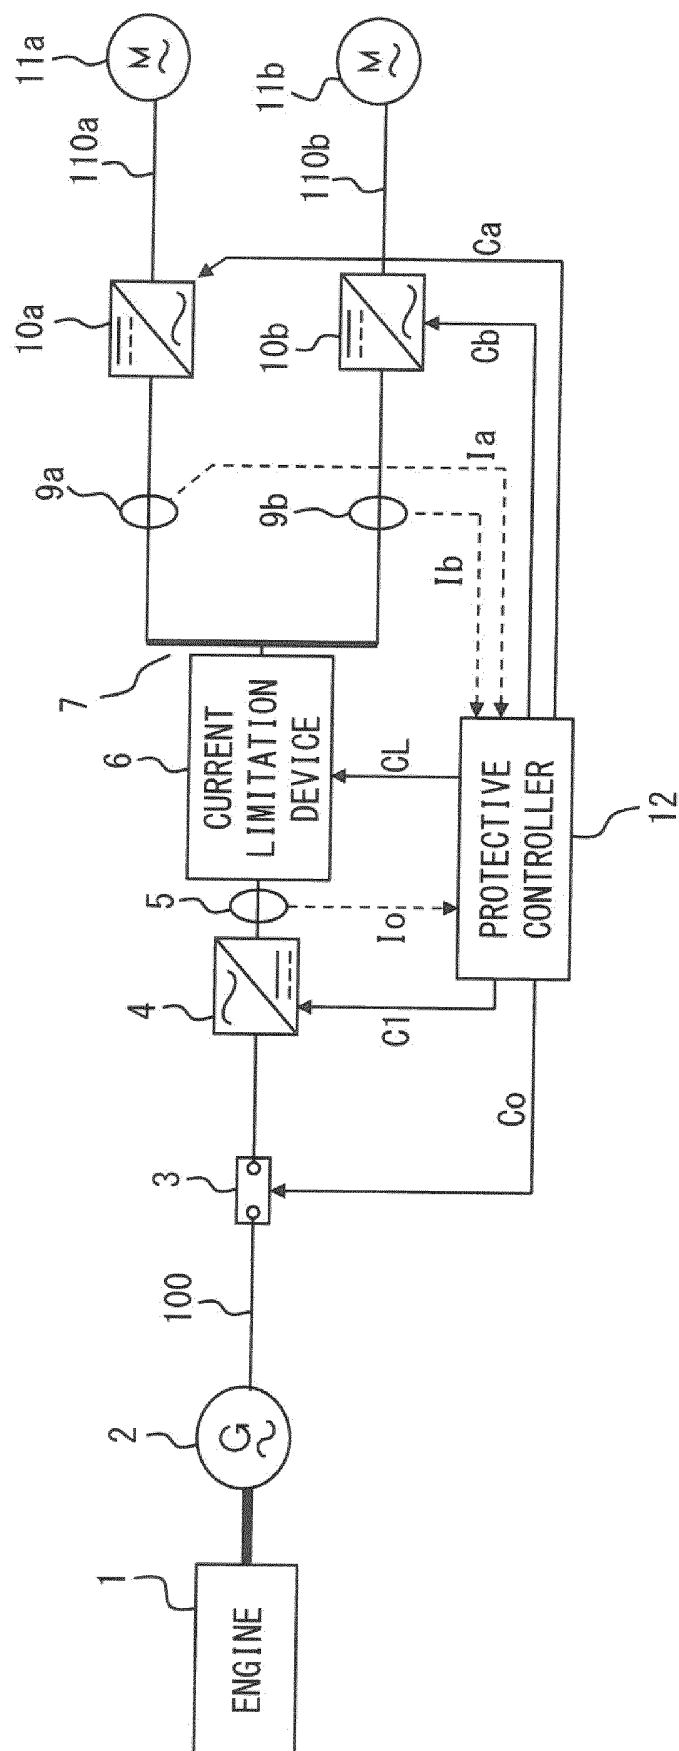 1
ENGINE
2
G
100
3
4
5
6
CURRENT
LIMITATION
DEVICE
7
9a
9b
10a
10b
110a
110b
11a
M
11b
M
Co
C1
Io
CL
Ib
Ia
Cb
Ca
PROTECTIVE
CONTROLLER
12